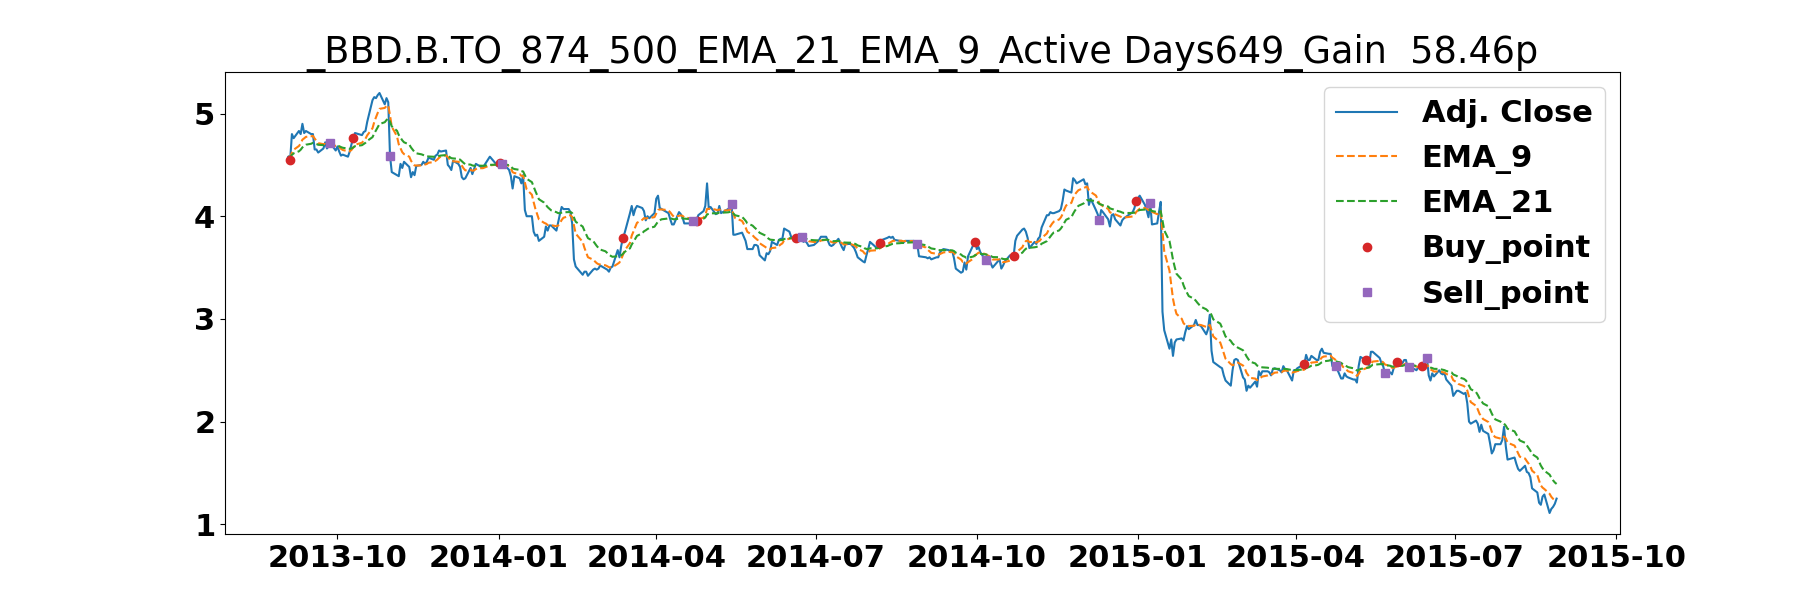 _BBD.B.TO_874_500_EMA_21_EMA_9_Active Days649_Gain  58.46p
5
4
3
2
1
Adj. Close
EMA_9
EMA_21
Buy_point
Sell_point
2013-10 2014-01 2014-04 2014-07 2014-10 2015-01 2015-04 2015-07 2015-10